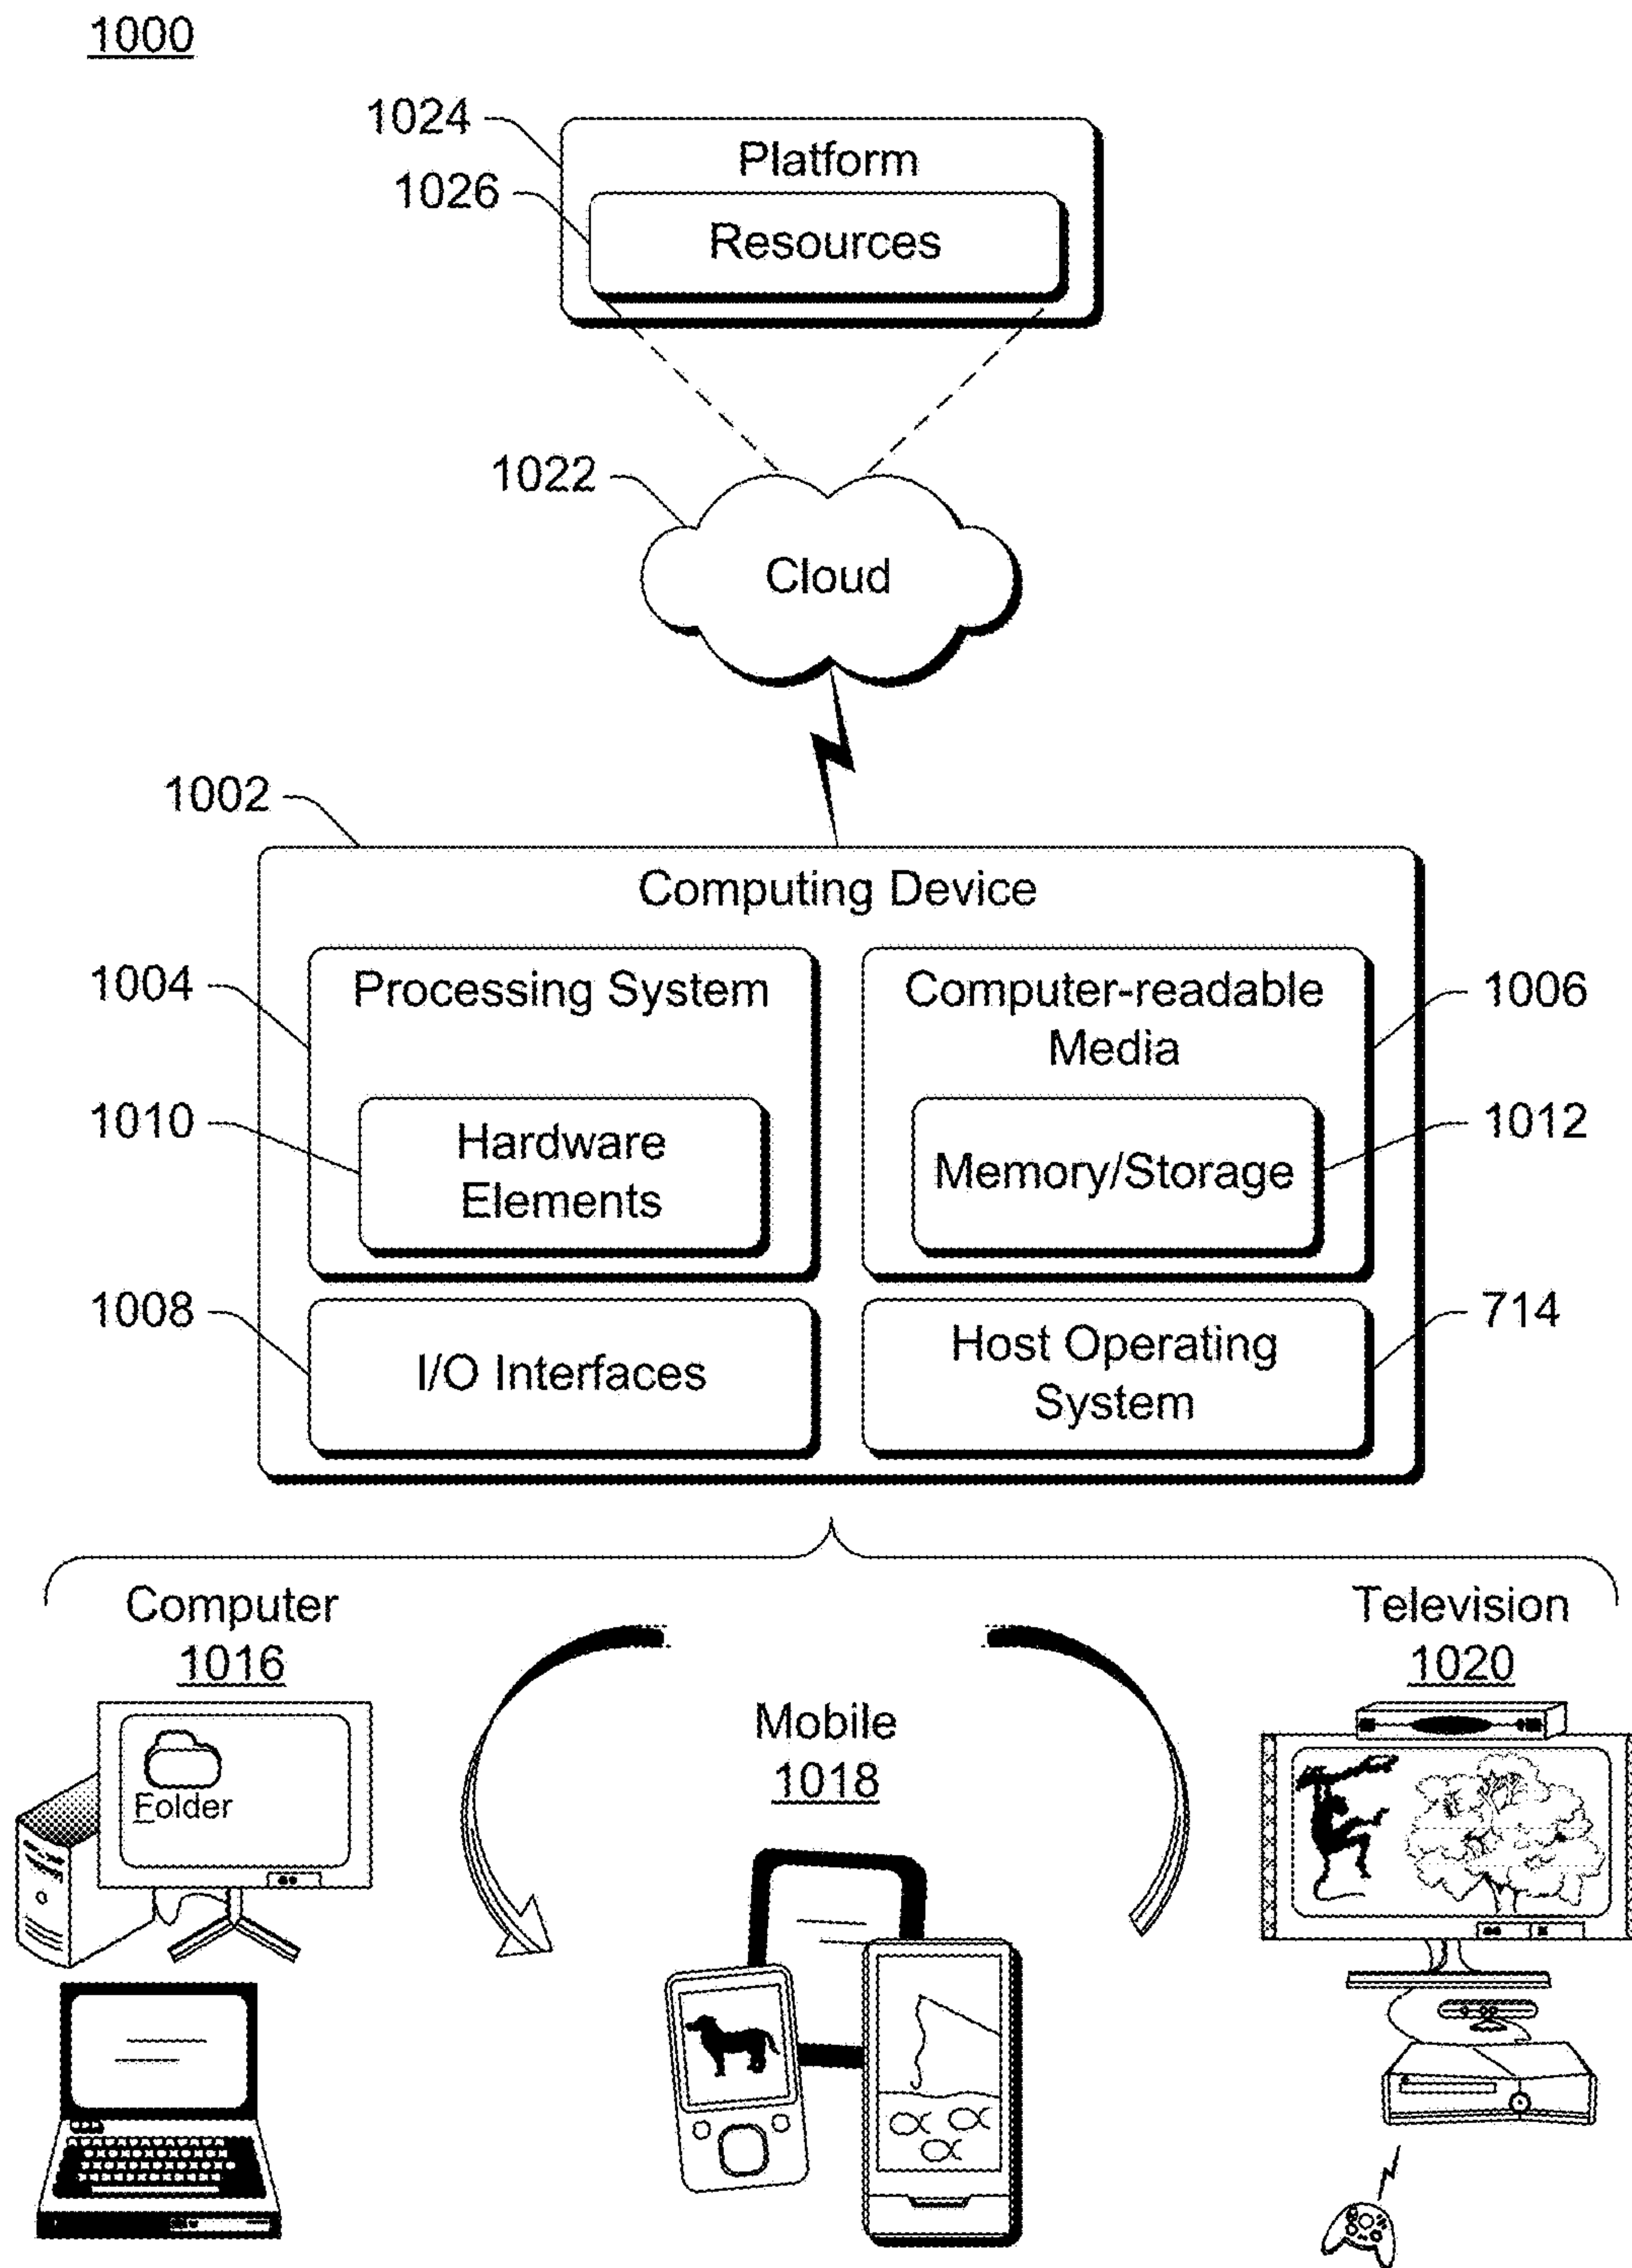 1000
1024
Platform
1026
Resources
1022
Cloud
1002
Computing Device
1004
Processing System
Computer-readable
Media
1006
1010
Hardware
Elements
Memory/Storage
1012
1008
I/O Interfaces
Host Operating
System
714
Computer
1016
Television
1020
Mobile
1018
Folder